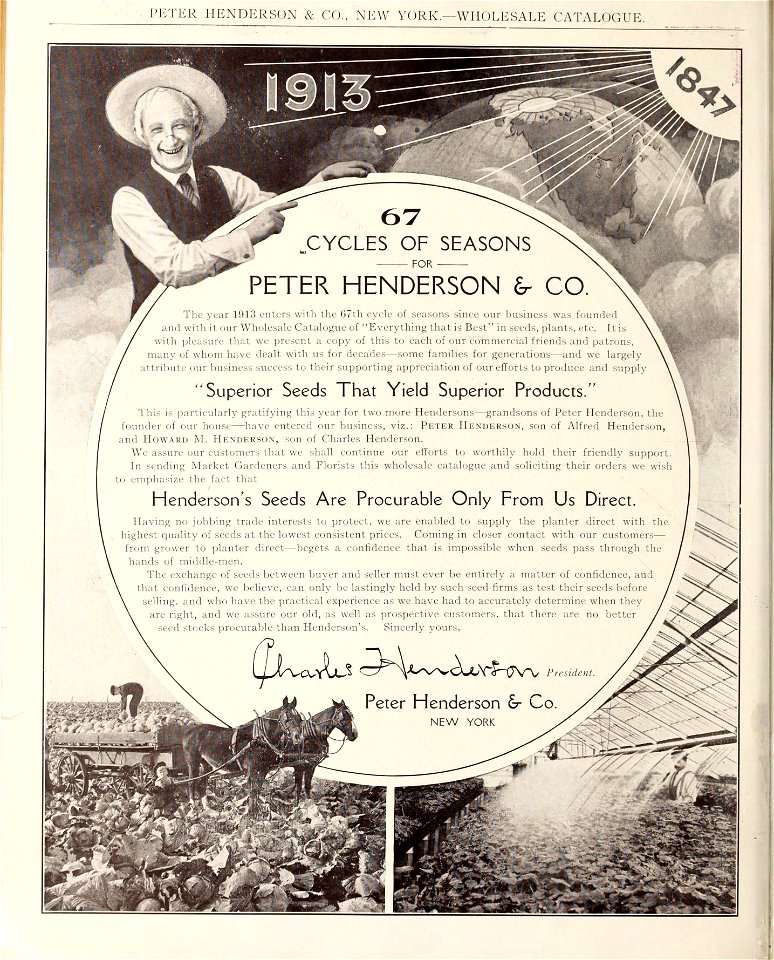 PETER HENDERSON & CO., NEW YORK.—WHOLESALE CATALOGUE.
1913
1847
67
CYCLES OF SEASONS
FOR
PETER HENDERSON & CO.
The year 1913 enters with the 67th cycle of seasons since our business was founded
and with it our Wholesale Catalogue of "Everything that is Best" in seeds, plants, etc. It is
with pleasure that we present a copy of this to each of our commercial friends and patrons,
many of whom have dealt with us for decades—some families for generations—and we largely
attribute our business success to their supporting appreciation of our efforts to produce and supply
"Superior Seeds That Yield Superior Products."
This is particularly gratifying this year for two more Hendersons—grandsons of Peter Henderson, the
founder of our house—have entered our business, viz.: PETER HENDERSON, son of Alfred Henderson,
and HOWARD M. HENDERSON, son of Charles Henderson.
We assure our customers that we shall continue our efforts to worthily hold their friendly support.
In sending Market Gardeners and Florists this wholesale catalogue and soliciting their orders we wish
to emphasize the fact that
Henderson's Seeds Are Procurable Only From Us Direct.
Having no jobbing trade interests to protect, we are enabled to supply the planter direct with the
highest quality of seeds at the lowest consistent prices. Coming in closer contact with our customers—
from grower to planter direct—begets a confidence that is impossible when seeds pass through the
hands of middle-men.
The exchange of seeds between buyer and seller must ever be entirely a matter of confidence, and
that confidence, we believe, can only be lastingly held by such seed-firms as test their seeds before
selling, and who have the practical experience as we have had to accurately determine when they
are right, and we assure our old, as well as prospective customers, that there are no better
seed stocks procurable than Henderson's. Sincerly yours,
Charles Henderson President.
Peter Henderson & Co.
NEW YORK